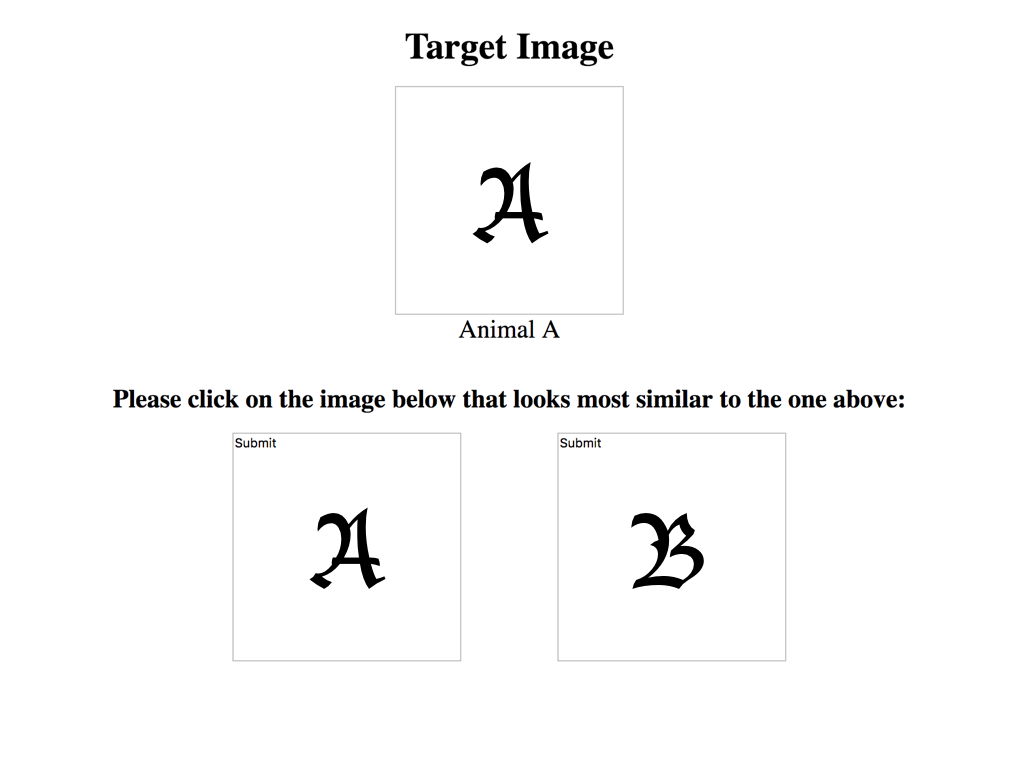 Target Image
𝔄
Animal A
Please click on the image below that looks most similar to the one above:
Submit Submit
𝔄 𝔅